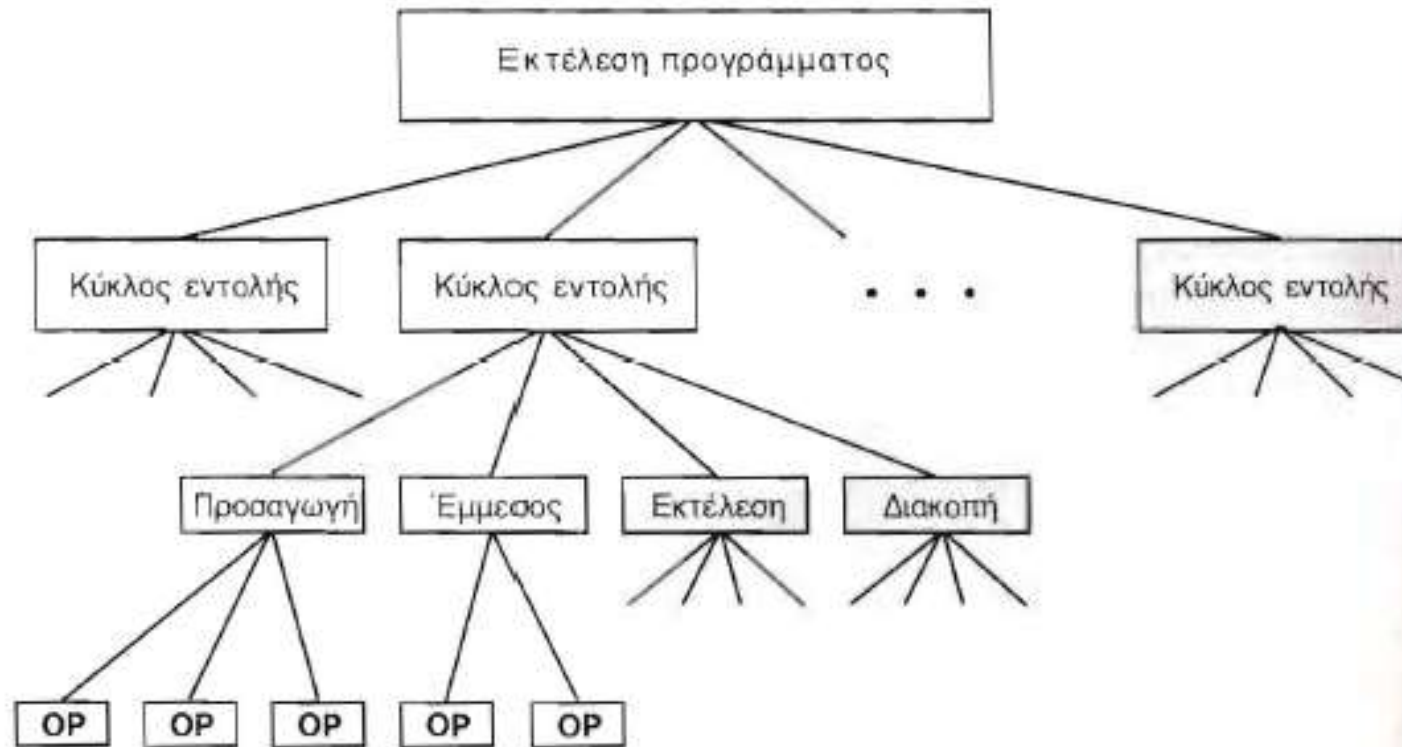 Εκτέλεση προγράμματος
Κύκλος εντολής Κύκλος εντολής . . . Κύκλος εντολής
Προσαγωγή Έμμεσος Εκτέλεση Διακοπή
OP OP OP OP OP